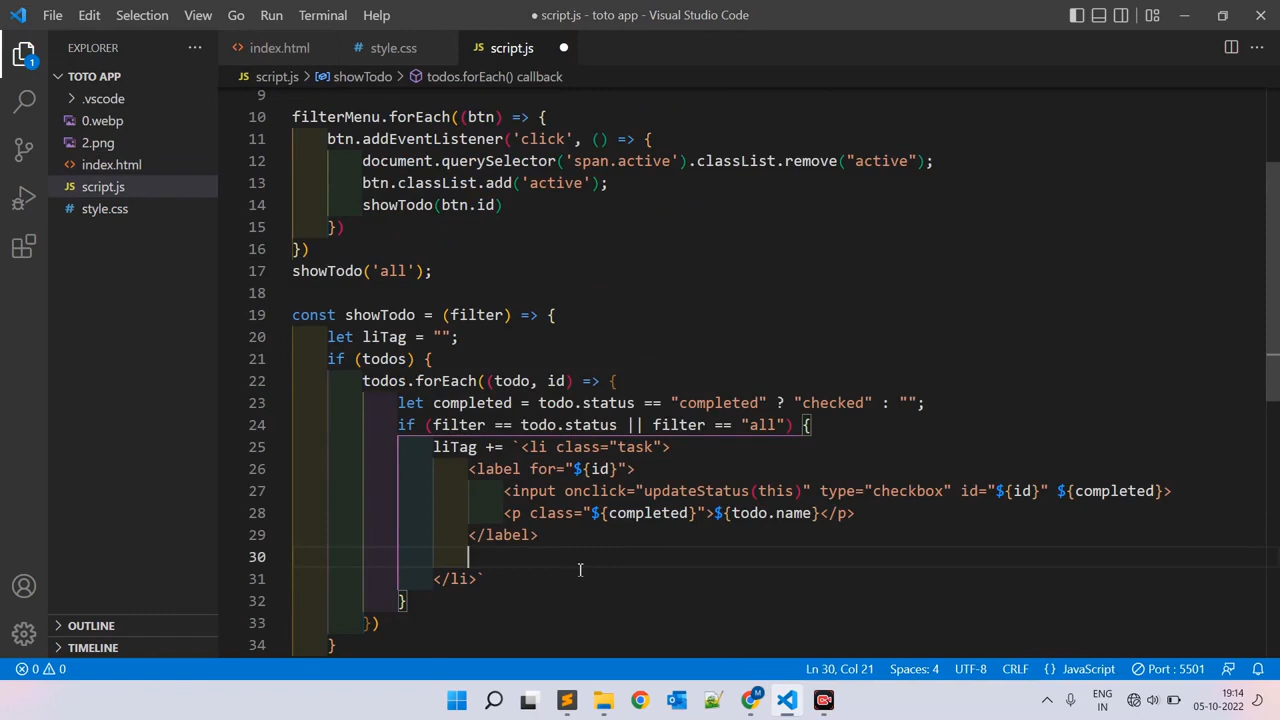 File Edit Selection View Go Run Terminal Help
● script.js - toto app - Visual Studio Code
EXPLORER ···
index.html # style.css JS script.js ●
TOTO APP
JS script.js > showTodo > todos.forEach() callback
.vscode
0.webp
2.png
index.html
JS script.js
# style.css
1
9
10 filterMenu.forEach((btn) => {
11 btn.addEventListener('click', () => {
12 document.querySelector('span.active').classList.remove("active");
13 btn.classList.add('active');
14 showTodo(btn.id)
15 })
16 })
17 showTodo('all');
18
19 const showTodo = (filter) => {
20 let liTag = "";
21 if (todos) {
22 todos.forEach((todo, id) => {
23 let completed = todo.status == "completed" ? "checked" : "";
24 if (filter == todo.status || filter == "all") {
25 liTag += `<li class="task">
26 <label for="${id}">
27 <input onclick="updateStatus(this)" type="checkbox" id="${id}" ${completed}>
28 <p class="${completed}">${todo.name}</p>
29 </label>
30
31 </li>`
32 }
33 })
34 }
OUTLINE
TIMELINE
0 0 Ln 30, Col 21 Spaces: 4 UTF-8 CRLF {} JavaScript Port : 5501
M
ENG
IN
19:14
05-10-2022